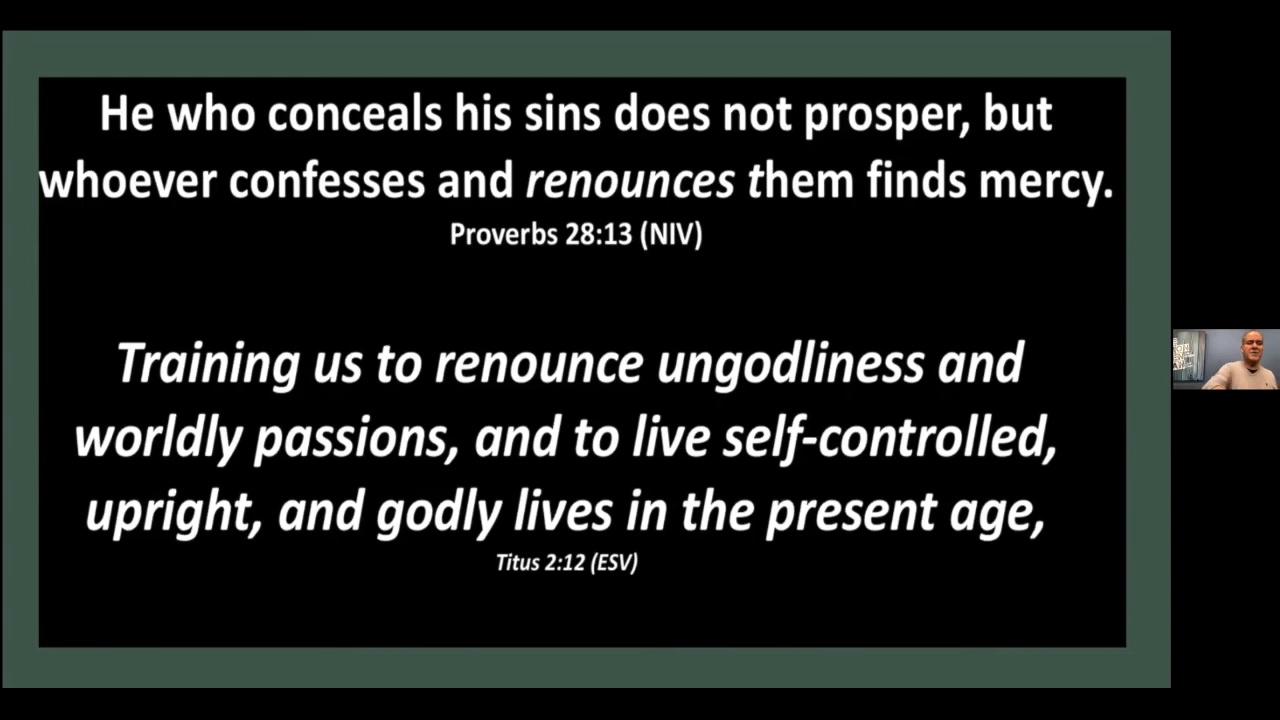 He who conceals his sins does not prosper, but
whoever confesses and renounces them finds mercy.
Proverbs 28:13 (NIV)
Training us to renounce ungodliness and
worldly passions, and to live self-controlled,
upright, and godly lives in the present age,
Titus 2:12 (ESV)